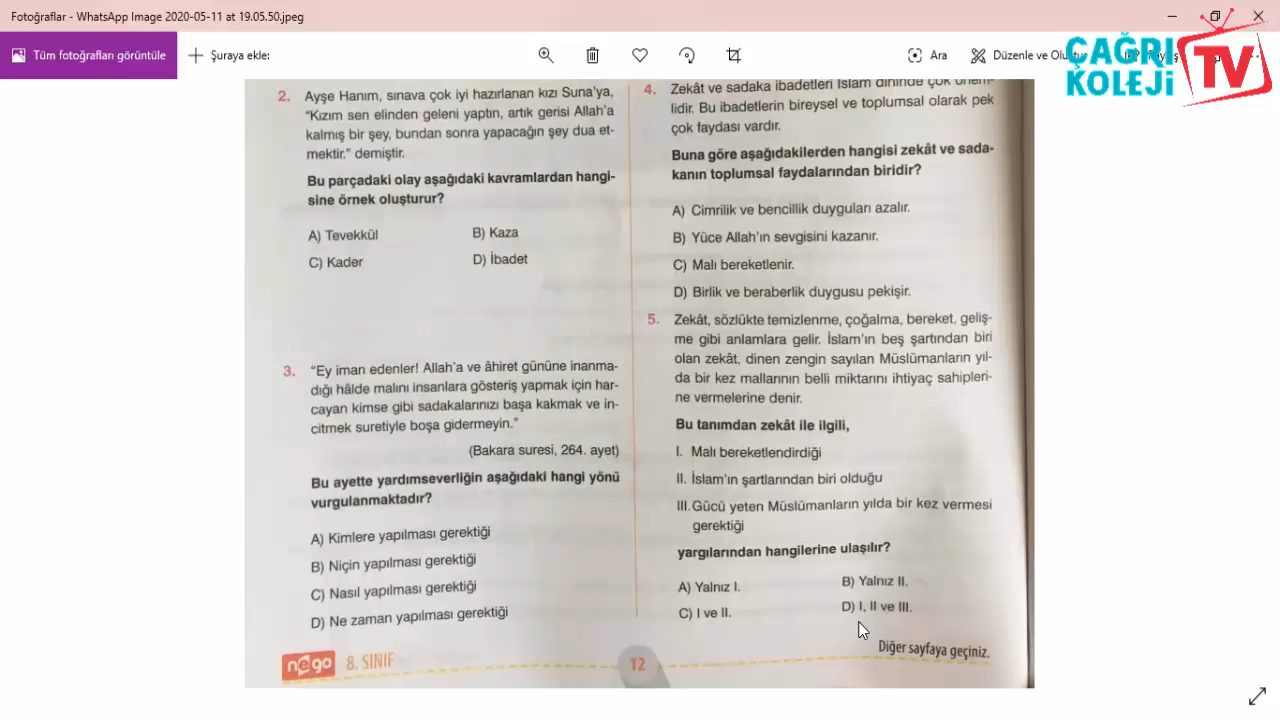 Fotoğraflar - WhatsApp Image 2020-05-11 at 19.05.50.jpeg
Tüm fotoğrafları görüntüle
Şuraya ekle:
Ara
Düzenle ve
ÇAĞRI
KOLEJİ
TV
2. Ayşe Hanım, sınava çok iyi hazırlanan kızı Suna'ya,
"Kızım sen elinden geleni yaptın, artık gerisi Allah'a
kalmış bir şey, bundan sonra yapacağın şey dua et-
mektir." demiştir.
Bu parçadaki olay aşağıdaki kavramlardan hangi-
sine örnek oluşturur?
A) Tevekkül
B) Kaza
C) Kader
D) İbadet
3. "Ey iman edenler! Allah'a ve âhiret gününe inanma-
dığı hâlde malını insanlara gösteriş yapmak için har-
cayan kimse gibi sadakalarınızı başa kakmak ve in-
citmek suretiyle boşa gidermeyin."
(Bakara suresi, 264. ayet)
Bu ayette yardımseverliğin aşağıdaki hangi yönü
vurgulanmaktadır?
A) Kimlere yapılması gerektiği
B) Niçin yapılması gerektiği
C) Nasıl yapılması gerektiği
D) Ne zaman yapılması gerektiği
4. Zekât ve sadaka ibadetleri İslam dininde çok önem-
lidir. Bu ibadetlerin bireysel ve toplumsal olarak pek
çok faydası vardır.
Buna göre aşağıdakilerden hangisi zekât ve sada-
kanın toplumsal faydalarından biridir?
A) Cimrilik ve bencillik duyguları azalır.
B) Yüce Allah'ın sevgisini kazanır.
C) Malı bereketlenir.
D) Birlik ve beraberlik duygusu pekişir.
5. Zekât, sözlükte temizlenme, çoğalma, bereket, geliş-
me gibi anlamlara gelir. İslam'ın beş şartından biri
olan zekât, dinen zengin sayılan Müslümanların yıl-
da bir kez mallarının belli miktarını ihtiyaç sahipleri-
ne vermelerine denir.
Bu tanımdan zekât ile ilgili,
I. Malı bereketlendirdiği
II. İslam'ın şartlarından biri olduğu
III. Gücü yeten Müslümanların yılda bir kez vermesi
gerektiği
yargılarından hangilerine ulaşılır?
A) Yalnız I.
B) Yalnız II.
C) I ve II.
D) I, II ve III.
Diğer sayfaya geçiniz.
nego 8. SINIF
12